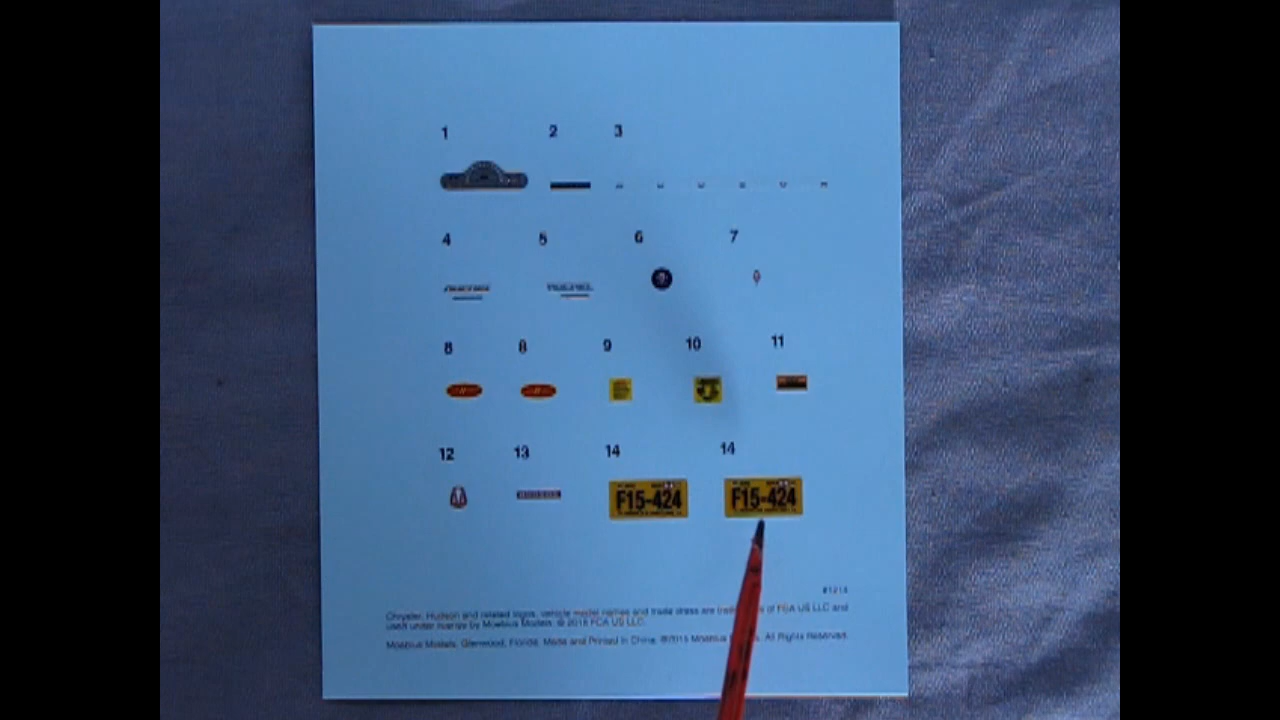 1 2 3
4 5 6 7
8 8 9 10 11
12 13 14 14
F15-424 F15-424
#1214
Chrysler, Hudson and related logos, vehicle model names and trade dress are of FCA US LLC and
used under license by Moebius Models. © 2015 FCA US LLC.
Moebius Models, Glenwood, Florida. Made and Printed in China. ©2015 Moebius All Rights Reserved.